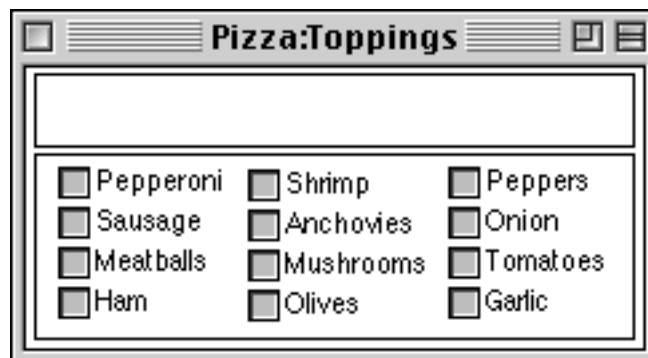 Pizza:Toppings
Pepperoni Shrimp Peppers
Sausage Anchovies Onion
Meatballs Mushrooms Tomatoes
Ham Olives Garlic